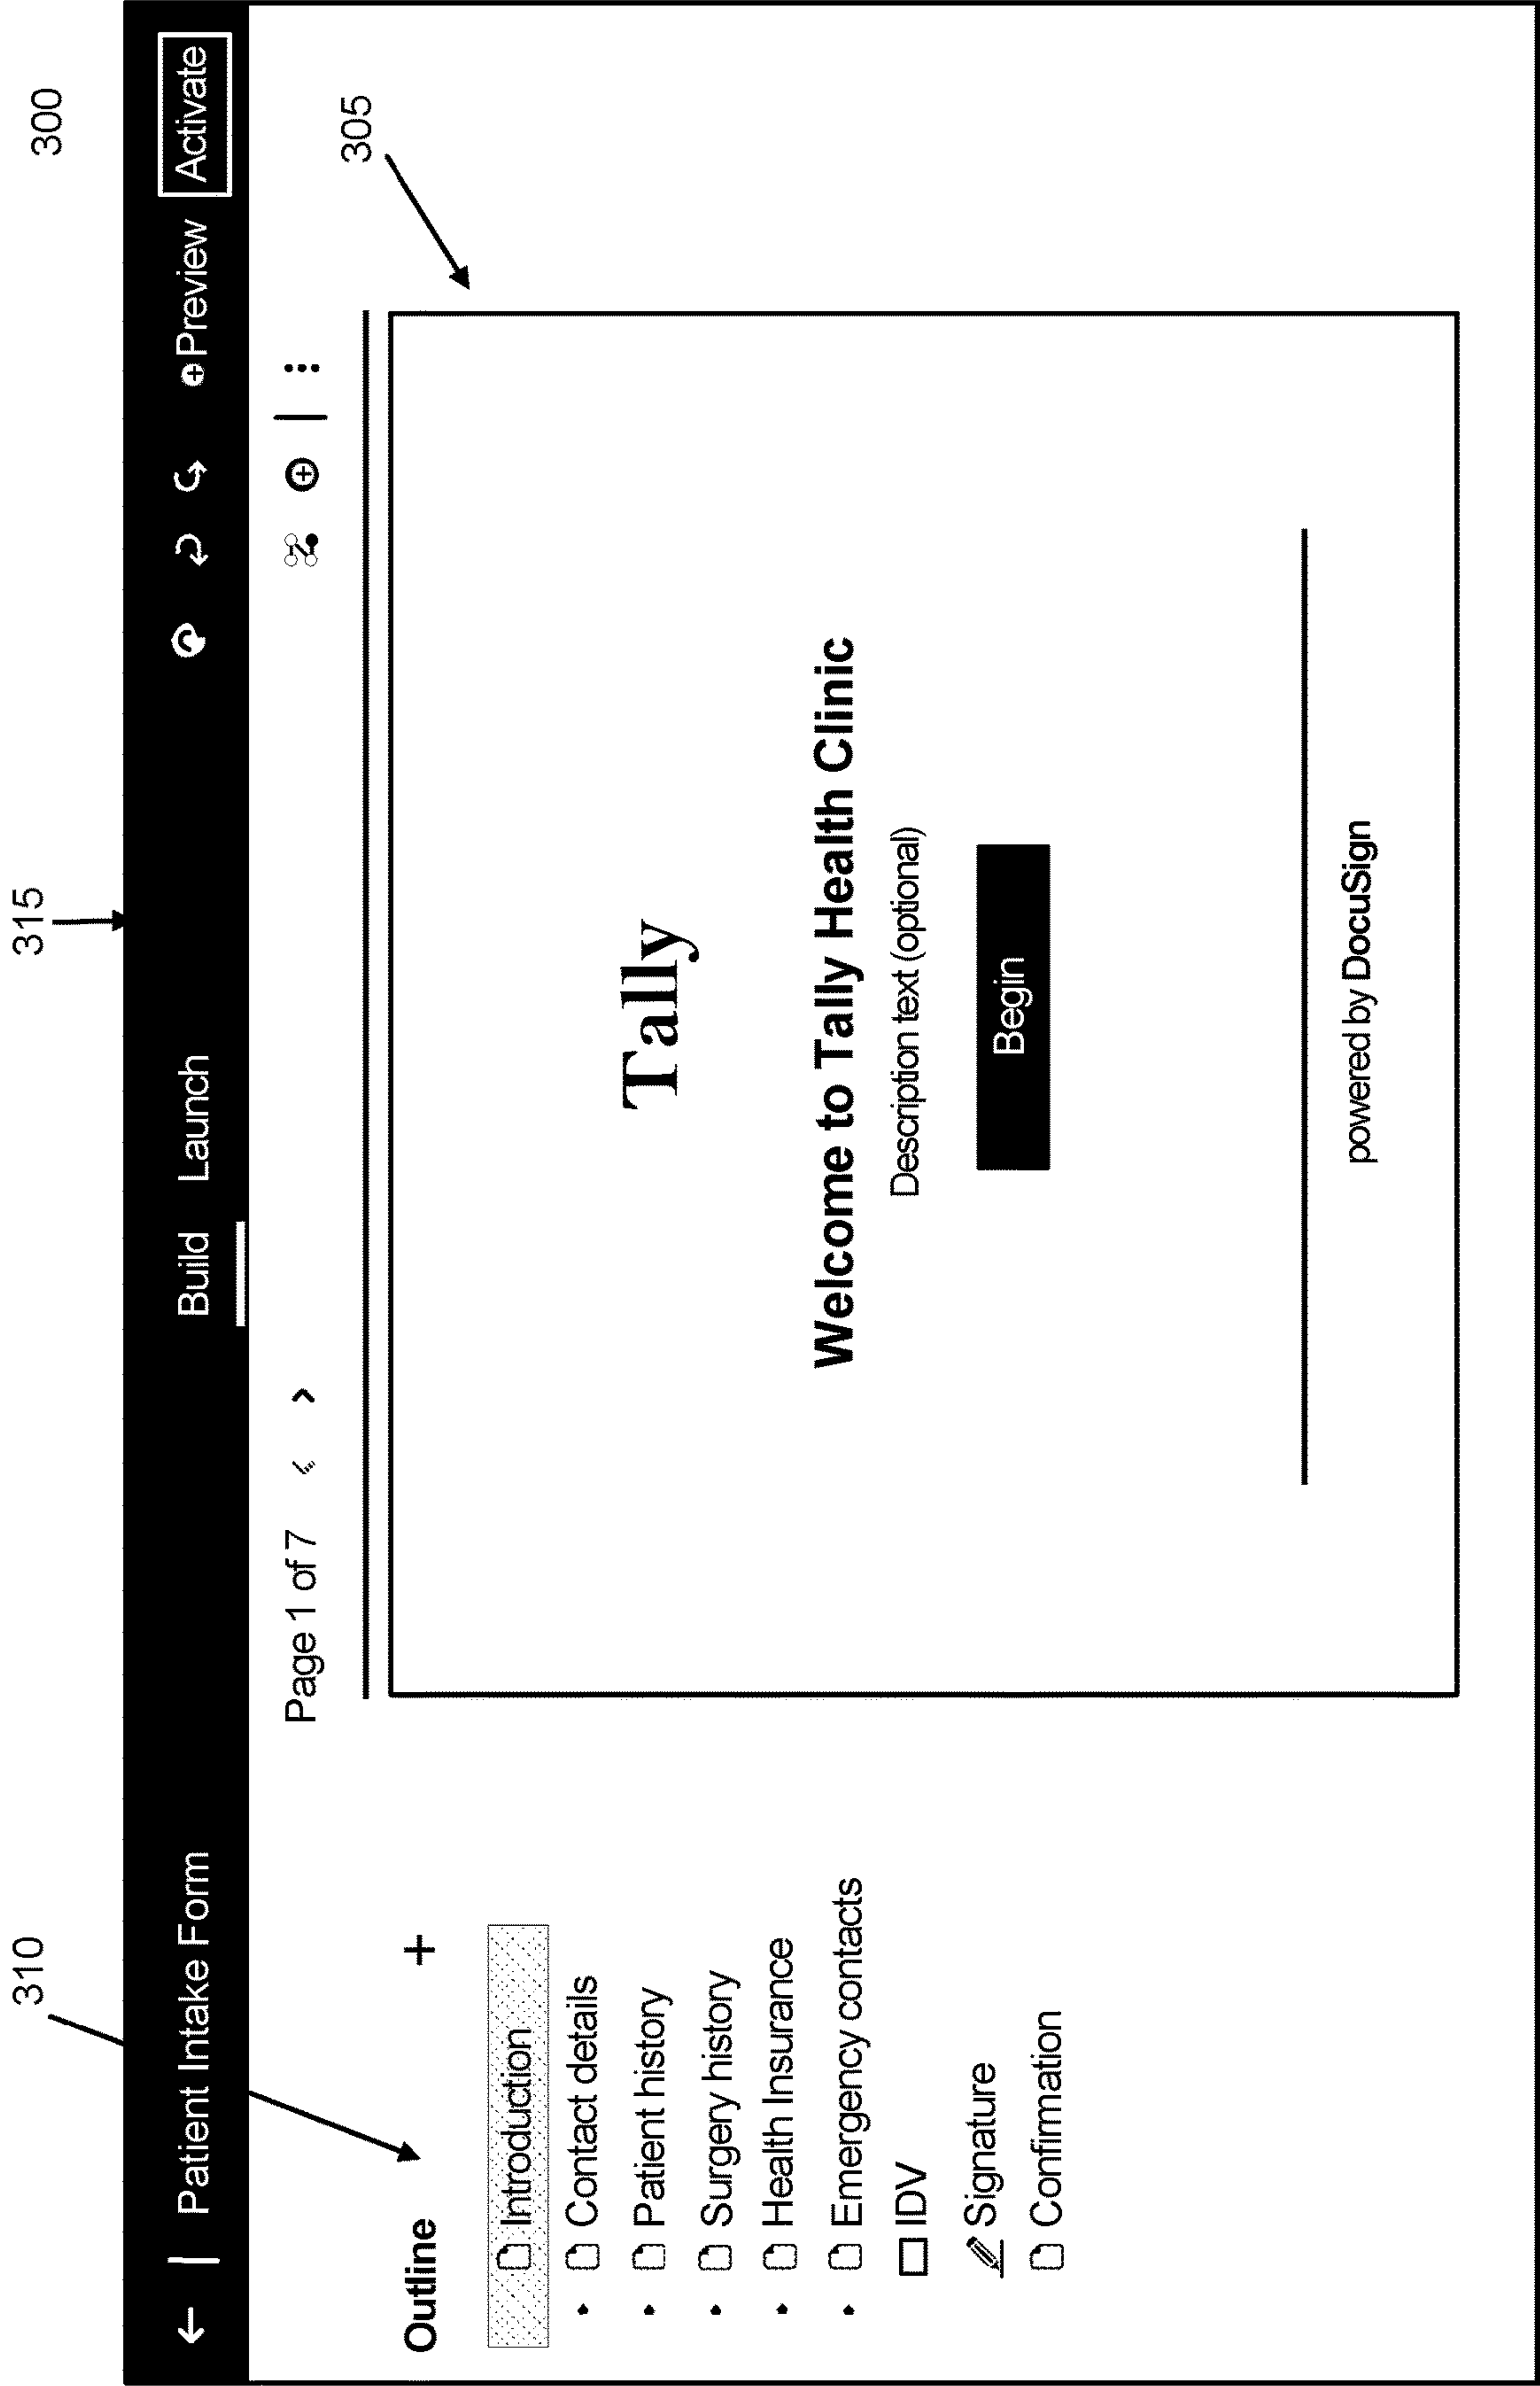 310
315
300
← | Patient Intake Form
Build Launch
Preview
Activate
Page 1 of 7
305
Outline +
Introduction
Contact details
Patient history
Surgery history
Health Insurance
Emergency contacts
IDV
Signature
Confirmation
Tally
Welcome to Tally Health Clinic
Description text (optional)
Begin
powered by DocuSign